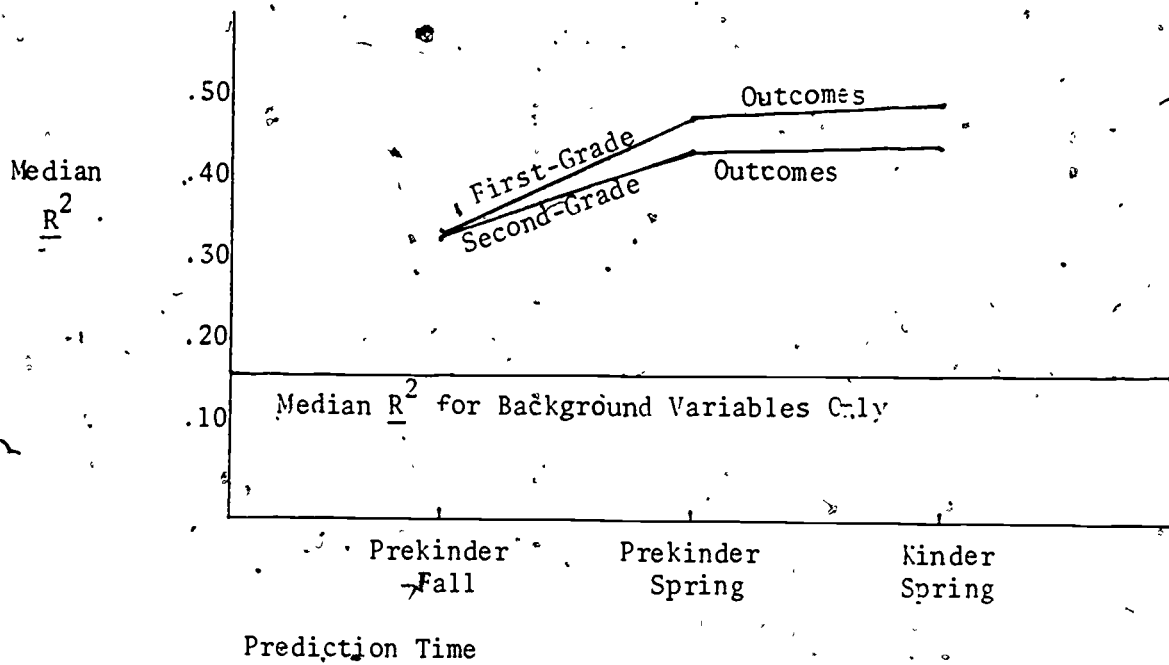 .50
Outcomes
Median
R²
.40
First-Grade
Outcomes
Second-Grade
.30
.20
Median R² for Background Variables Only
.10
Prekinder
Fall
Prekinder
Spring
Kinder
Spring
Prediction Time